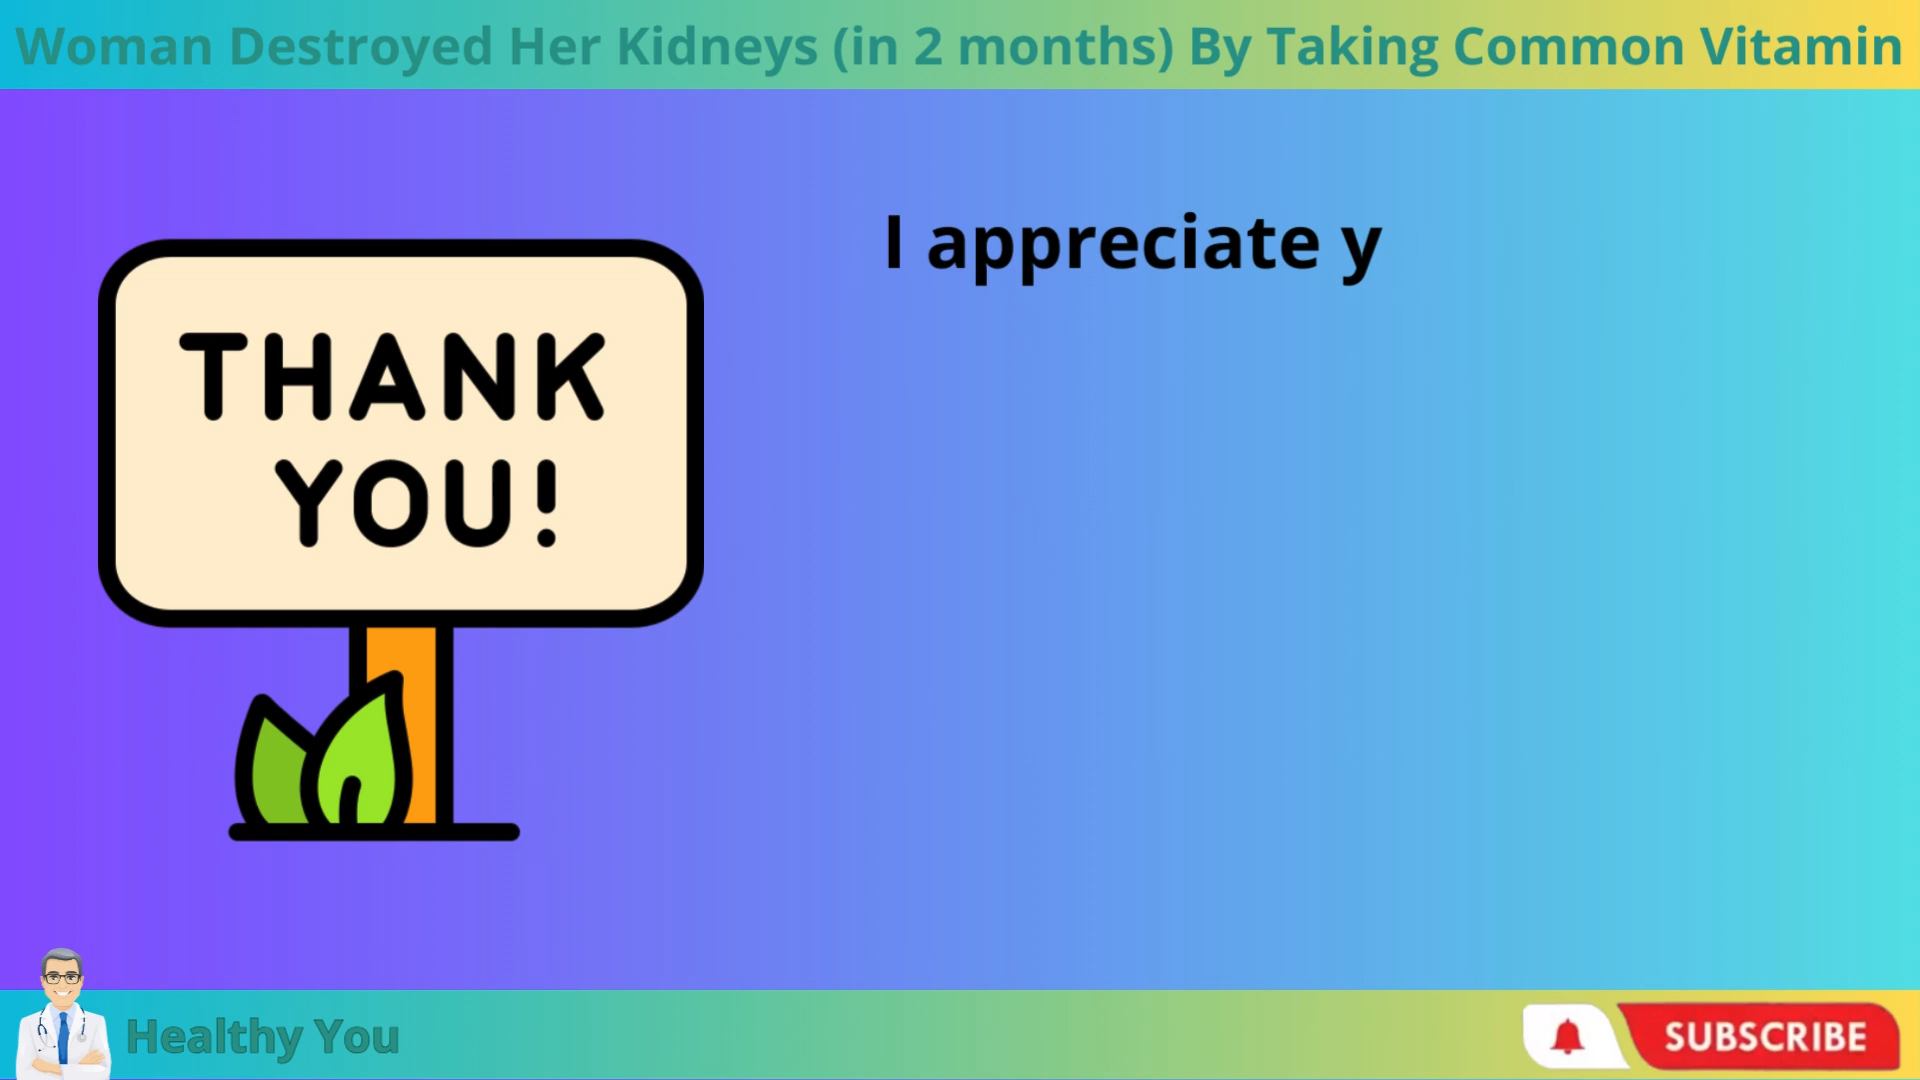 Woman Destroyed Her Kidneys (in 2 months) By Taking Common Vitamin
THANK
YOU!
I appreciate y
Healthy You
SUBSCRIBE